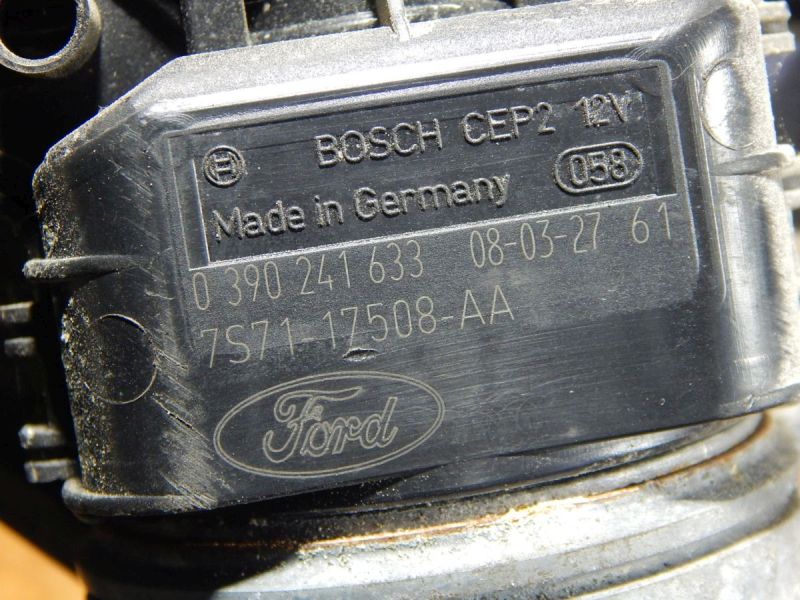 BOSCH CEP2 12V
Made in Germany 058
0 390 241 633 08-03-27 61
7S71-17508-AA
Ford